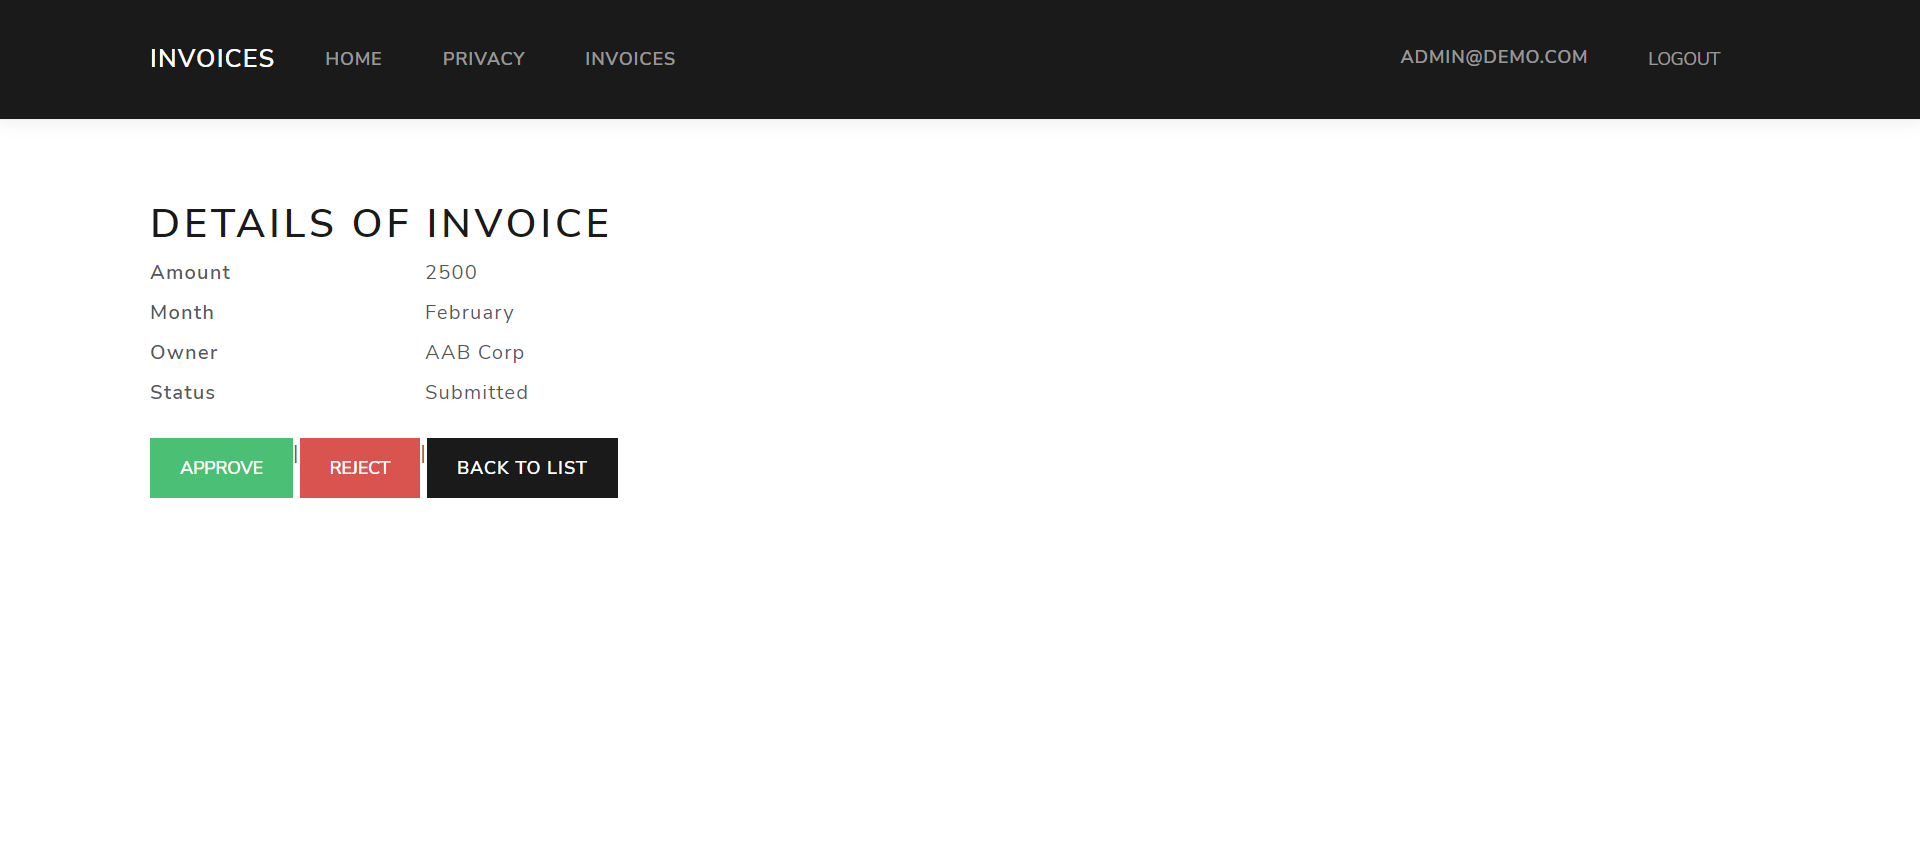 INVOICES HOME PRIVACY INVOICES ADMIN@DEMO.COM LOGOUT
DETAILS OF INVOICE
Amount 2500
Month February
Owner AAB Corp
Status Submitted
APPROVE | REJECT | BACK TO LIST